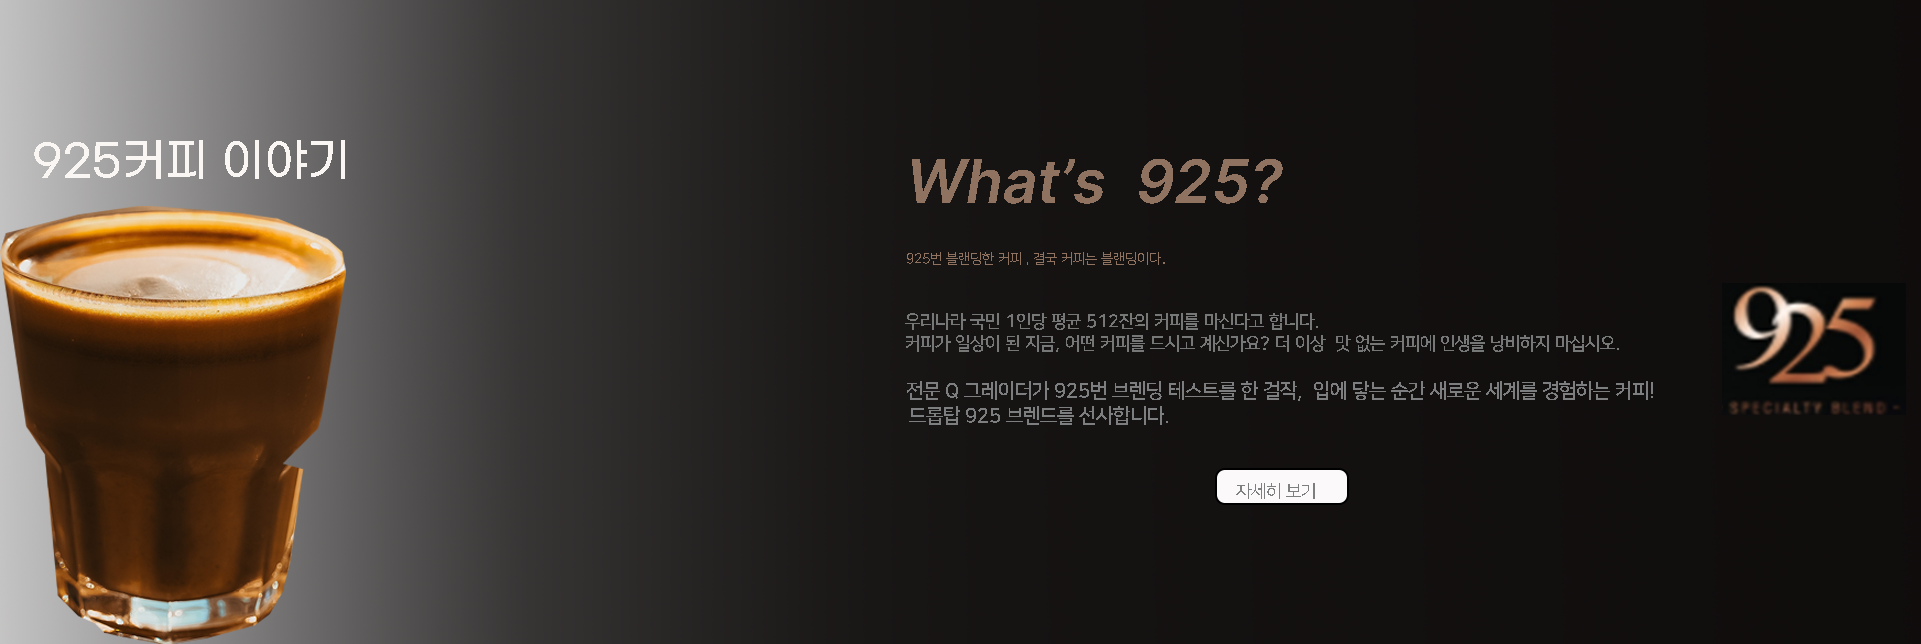 925커피 이야기
What's 925?
925번 블랜딩한 커피 , 결국 커피는 블랜딩이다.
우리나라 국민 1인당 평균 512잔의 커피를 마신다고 합니다.
커피가 일상이 된 지금, 어떤 커피를 드시고 계신가요? 더 이상 맛 없는 커피에 인생을 낭비하지 마십시오.
전문 Q 그레이더가 925번 브렌딩 테스트를 한 걸작, 입에 닿는 순간 새로운 세계를 경험하는 커피!
드롭탑 925 브렌드를 선사합니다.
자세히 보기
925
SPECIALTY BLEND -